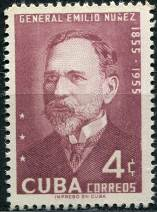 GENERAL EMILIO NUÑEZ
1855-1955
4¢
CUBA CORREOS
IMPRESO EN CUBA